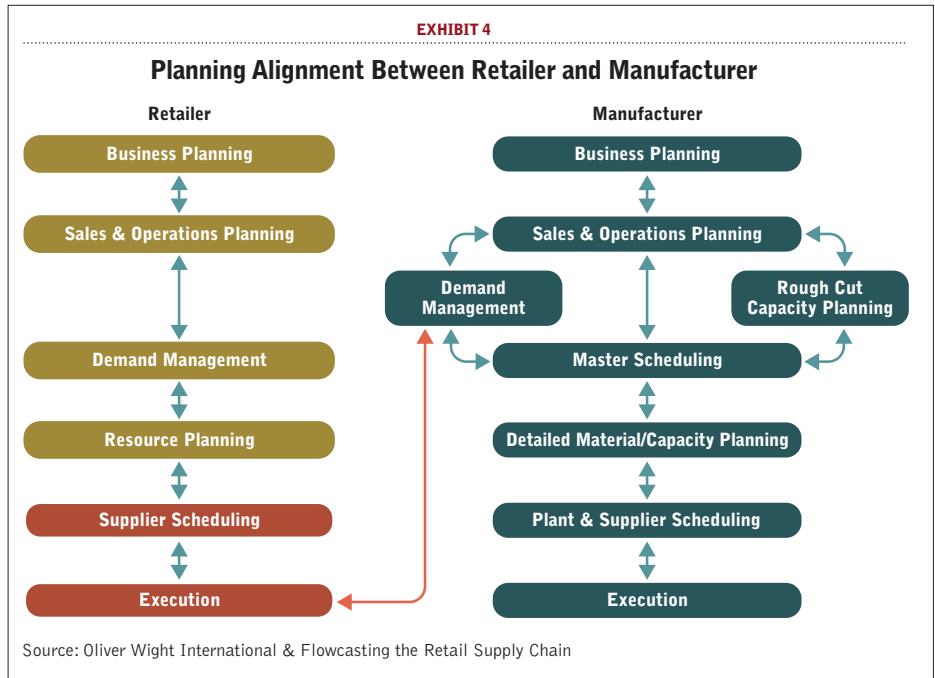 EXHIBIT 4
Planning Alignment Between Retailer and Manufacturer
Retailer
Business Planning
Sales & Operations Planning
Demand Management
Resource Planning
Supplier Scheduling
Execution
Manufacturer
Business Planning
Sales & Operations Planning
Demand
Management
Rough Cut
Capacity Planning
Master Scheduling
Detailed Material/Capacity Planning
Plant & Supplier Scheduling
Execution
Source: Oliver Wight International & Flowcasting the Retail Supply Chain